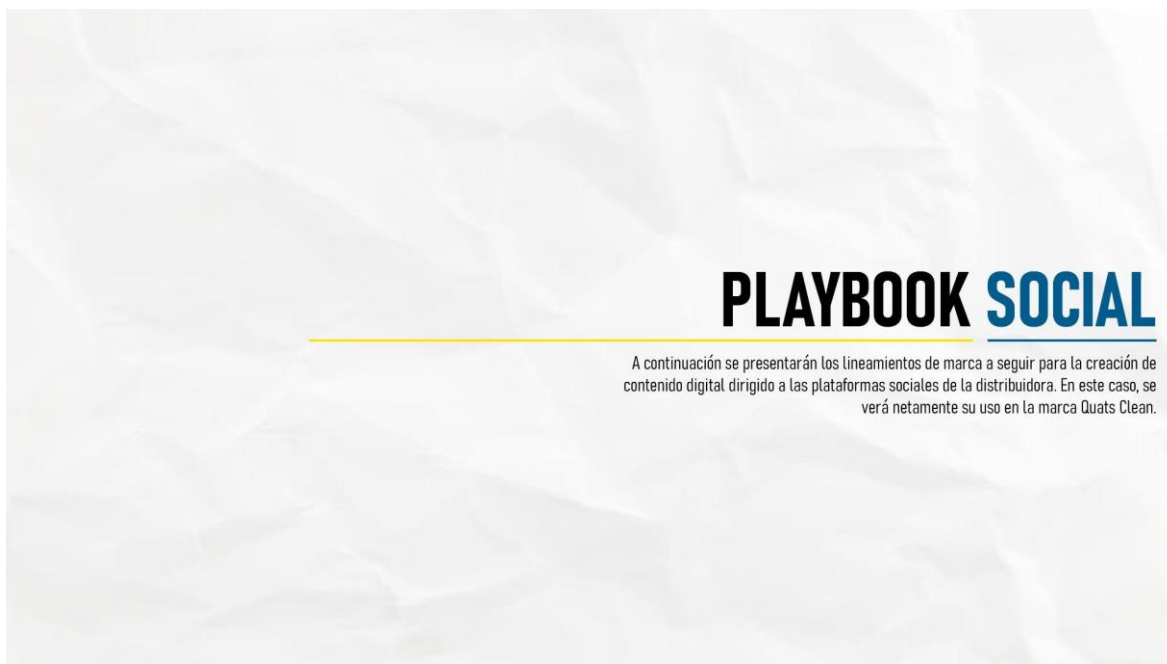 PLAYBOOK SOCIAL
A continuación se presentarán los lineamientos de marca a seguir para la creación de
contenido digital dirigido a las plataformas sociales de la distribuidora. En este caso, se
verá netamente su uso en la marca Quats Clean.